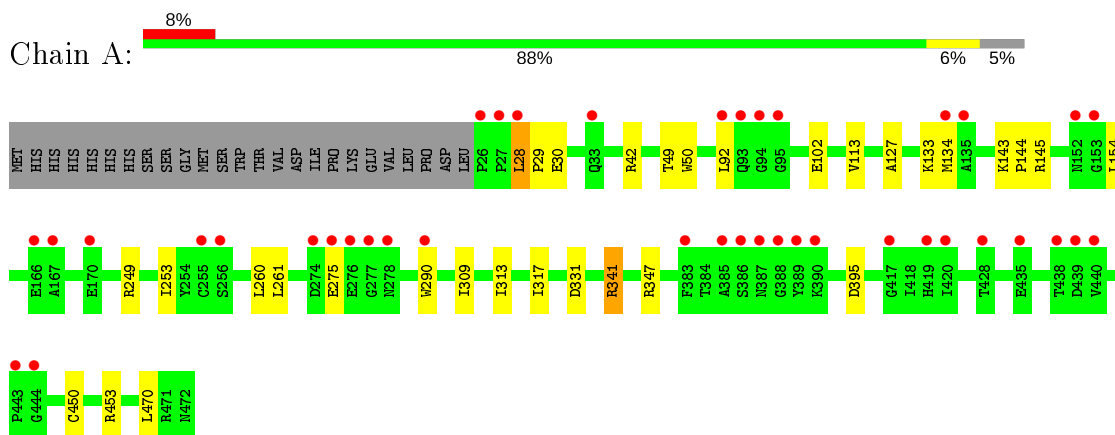 8%
Chain A:
88% 6% 5%
MET HIS HIS HIS HIS HIS HIS SER SER GLY MET SER TRP THR VAL ASP ILE PRO LYS GLU VAL LEU PRO ASP LEU P26 P27 L28 P29 E30 Q33 R42 T49 W50 L92 Q93 G94 G95 E102 V113 A127 K133 M134 A135 K143 P144 R145 N152 G153 L154
E166 A167 E170 R249 I253 Y254 C255 S256 L260 L261 D274 E275 E276 G277 N278 W290 I309 I313 I317 D331 R341 R347 F383 T384 A385 S386 N387 G388 Y389 K390 D395 G417 I418 H419 I420 T428 E435 T438 D439 V440
P443 G444 C450 R453 L470 R471 N472